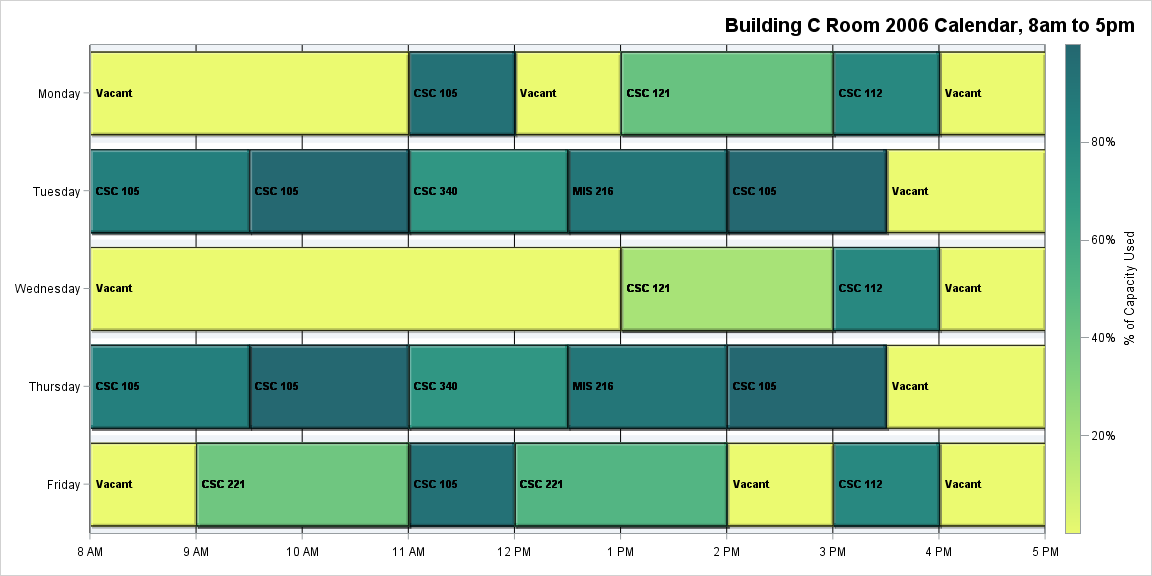 Building C Room 2006 Calendar, 8am to 5pm
Monday
Vacant
CSC 105
Vacant
CSC 121
CSC 112
Vacant
Tuesday
CSC 105
CSC 105
CSC 340
MIS 216
CSC 105
Vacant
Wednesday
Vacant
CSC 121
CSC 112
Vacant
Thursday
CSC 105
CSC 105
CSC 340
MIS 216
CSC 105
Vacant
Friday
Vacant
CSC 221
CSC 105
CSC 221
Vacant
CSC 112
Vacant
8 AM
9 AM
10 AM
11 AM
12 PM
1 PM
2 PM
3 PM
4 PM
5 PM
80%
60%
40%
20%
% of Capacity Used